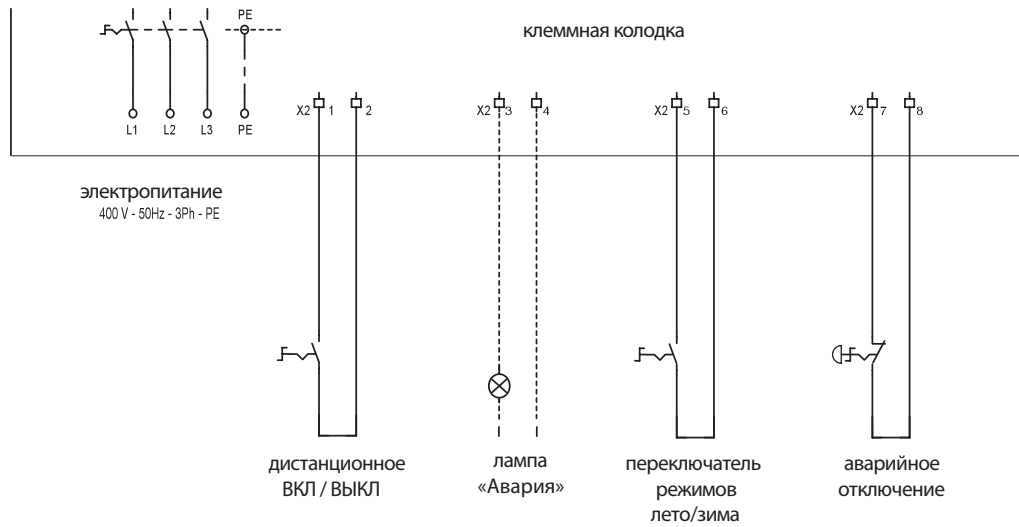 PE
клеммная колодка
X2 1 2 X2 3 4 X2 5 6 X2 7 8
L1 L2 L3 PE
электропитание
400 V - 50Hz - 3Ph - PE
дистанционное
ВКЛ / ВЫКЛ
лампа
«Авария»
переключатель
режимов
лето/зима
аварийное
отключение